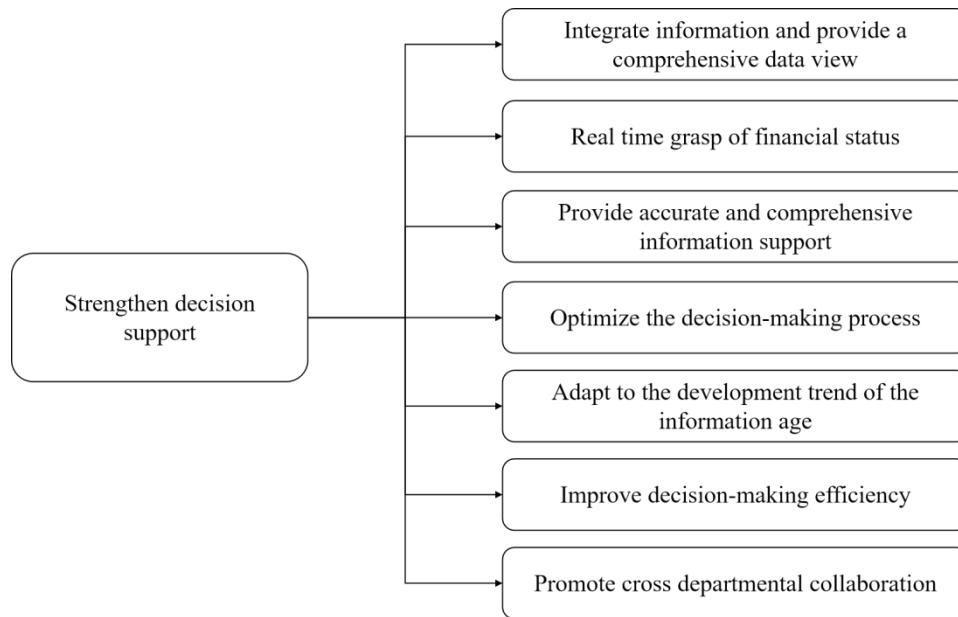 Integrate information and provide a
comprehensive data view
Real time grasp of financial status
Provide accurate and comprehensive
information support
Strengthen decision
support
Optimize the decision-making process
Adapt to the development trend of the
information age
Improve decision-making efficiency
Promote cross departmental collaboration